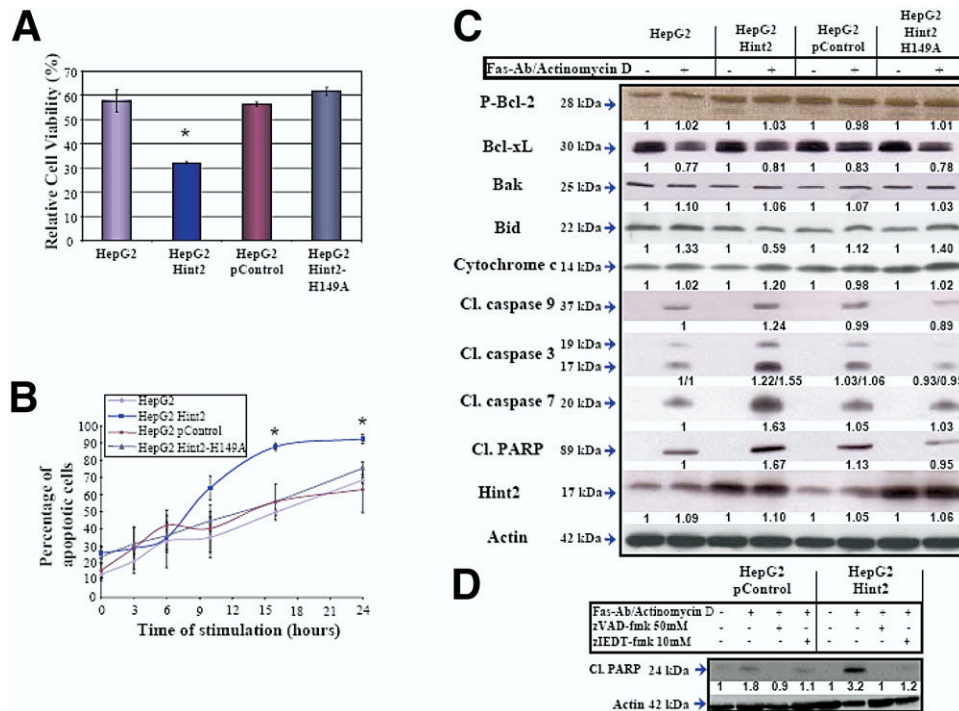 A
Relative Cell Viability (%)
70
60
50
40
30
20
10
0
*
HepG2
HepG2 Hint2
HepG2 pControl
HepG2 Hint2-H149A
B
HepG2
HepG2 Hint2
HepG2 pControl
HepG2 Hint2-H149A
Percentage of apoptotic cells
100
90
80
70
60
50
40
30
20
10
0
* *
0 3 6 9 12 15 18 21 24
Time of stimulation (hours)
C
HepG2
HepG2 Hint2
HepG2 pControl
HepG2 Hint2 H149A
Fas-Ab/Actinomycin D - + - + - + - +
P-Bcl-2 28 kDa
1 1.02 1 1.03 1 0.98 1 1.01
Bcl-xL 30 kDa
1 0.77 1 0.81 1 0.83 1 0.78
Bak 25 kDa
1 1.10 1 1.06 1 1.07 1 1.03
Bid 22 kDa
1 1.33 1 0.59 1 1.12 1 1.40
Cytochrome c 14 kDa
1 1.02 1 1.20 1 0.98 1 1.02
Cl. caspase 9 37 kDa
1 1.24 0.99 0.89
19 kDa
Cl. caspase 3
17 kDa
1/1 1.22/1.55 1.03/1.06 0.93/0.95
Cl. caspase 7 20 kDa
1 1.63 1.05 1.03
Cl. PARP 89 kDa
1 1.67 1.13 0.95
Hint2 17 kDa
1 1.09 1 1.10 1 1.05 1 1.06
Actin 42 kDa
D
HepG2 pControl
HepG2 Hint2
Fas-Ab/Actinomycin D - + + + - + + +
zVAD-fmk 50mM - - + - - - + -
zIEDT-fmk 10mM - - - + - - - +
Cl. PARP 24 kDa
1 1.8 0.9 1.1 1 3.2 1 1.2
Actin 42 kDa